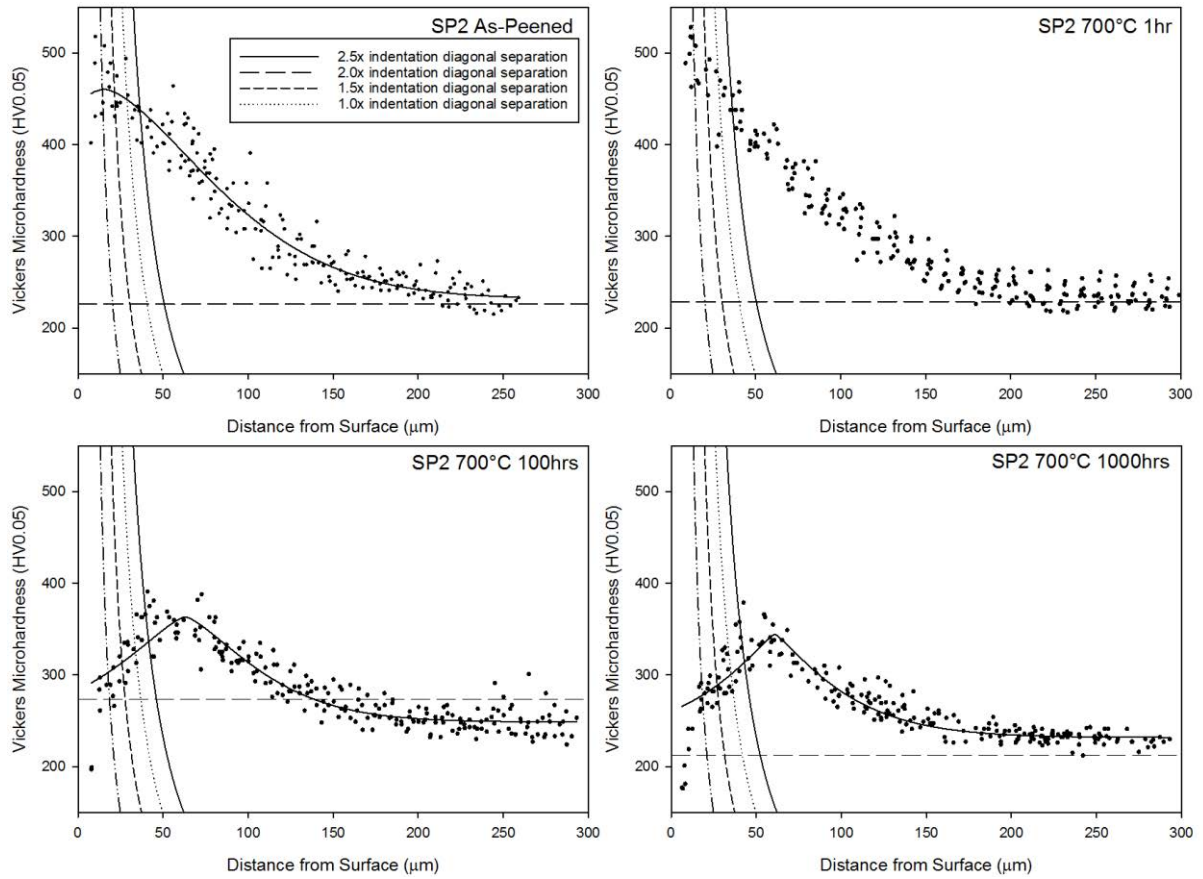 SP2 As-Peened
2.5x indentation diagonal separation
2.0x indentation diagonal separation
1.5x indentation diagonal separation
1.0x indentation diagonal separation
Vickers Microhardness (HV0.05)
500
400
300
200
0 50 100 150 200 250 300
Distance from Surface (μm)
SP2 700°C 1hr
Vickers Microhardness (HV0.05)
500
400
300
200
0 50 100 150 200 250 300
Distance from Surface (μm)
SP2 700°C 100hrs
Vickers Microhardness (HV0.05)
500
400
300
200
0 50 100 150 200 250 300
Distance from Surface (μm)
SP2 700°C 1000hrs
Vickers Microhardness (HV0.05)
500
400
300
200
0 50 100 150 200 250 300
Distance from Surface (μm)